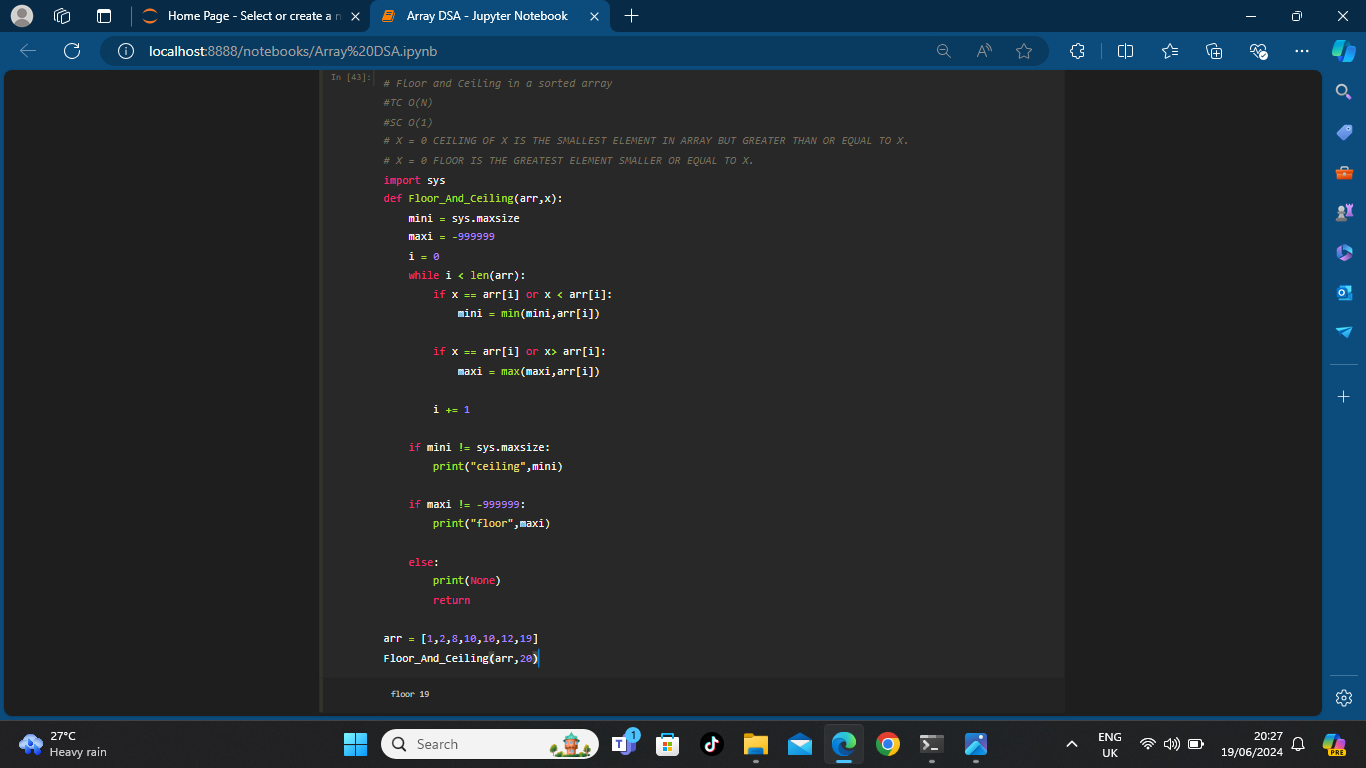 Home Page - Select or create a n
Array DSA - Jupyter Notebook
localhost:8888/notebooks/Array%20DSA.ipynb
In [43]:
# Floor and Ceiling in a sorted array
#TC O(N)
#SC O(1)
# X = 0 CEILING OF X IS THE SMALLEST ELEMENT IN ARRAY BUT GREATER THAN OR EQUAL TO X.
# X = 0 FLOOR IS THE GREATEST ELEMENT SMALLER OR EQUAL TO X.
import sys
def Floor_And_Ceiling(arr,x):
    mini = sys.maxsize
    maxi = -999999
    i = 0
    while i < len(arr):
        if x == arr[i] or x < arr[i]:
            mini = min(mini,arr[i])
        if x == arr[i] or x> arr[i]:
            maxi = max(maxi,arr[i])
        i += 1
    if mini != sys.maxsize:
        print("ceiling",mini)
    if maxi != -999999:
        print("floor",maxi)
    else:
        print(None)
        return
arr = [1,2,8,10,10,12,19]
Floor_And_Ceiling(arr,20)
floor 19
27°C
Heavy rain
Search
1
PRE
ENG
UK
20:27
19/06/2024